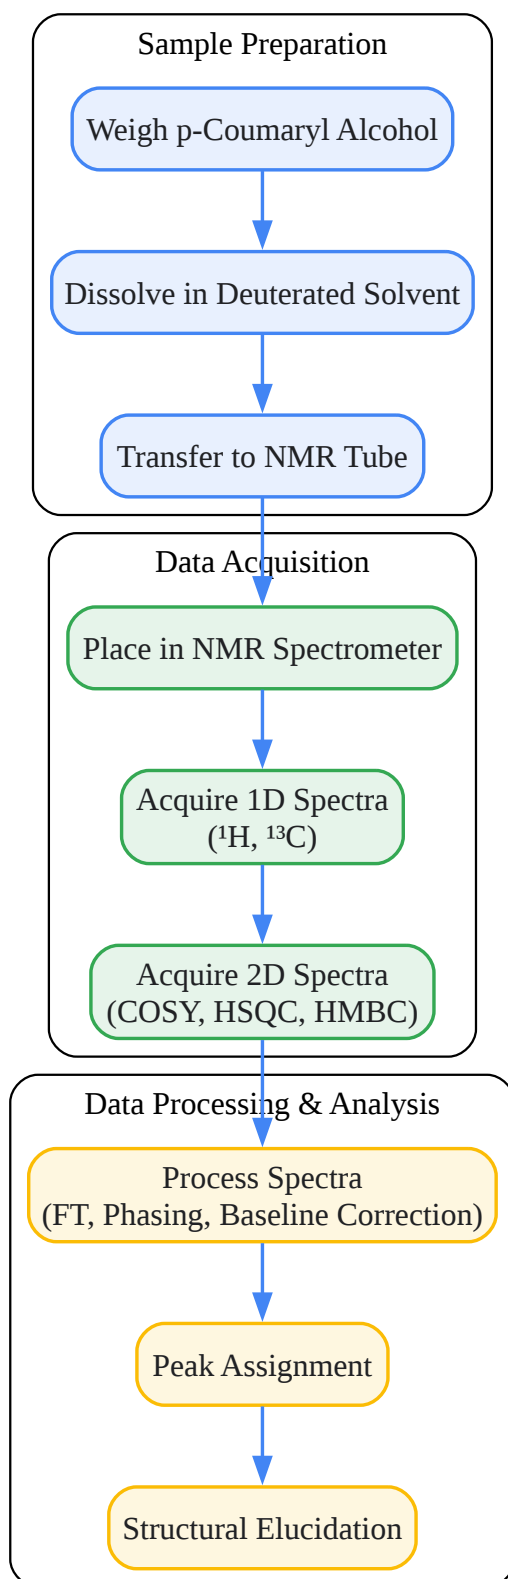 Sample Preparation
Weigh p-Coumaryl Alcohol
Dissolve in Deuterated Solvent
Transfer to NMR Tube
Data Acquisition
Place in NMR Spectrometer
Acquire 1D Spectra
(¹H, ¹³C)
Acquire 2D Spectra
(COSY, HSQC, HMBC)
Data Processing & Analysis
Process Spectra
(FT, Phasing, Baseline Correction)
Peak Assignment
Structural Elucidation